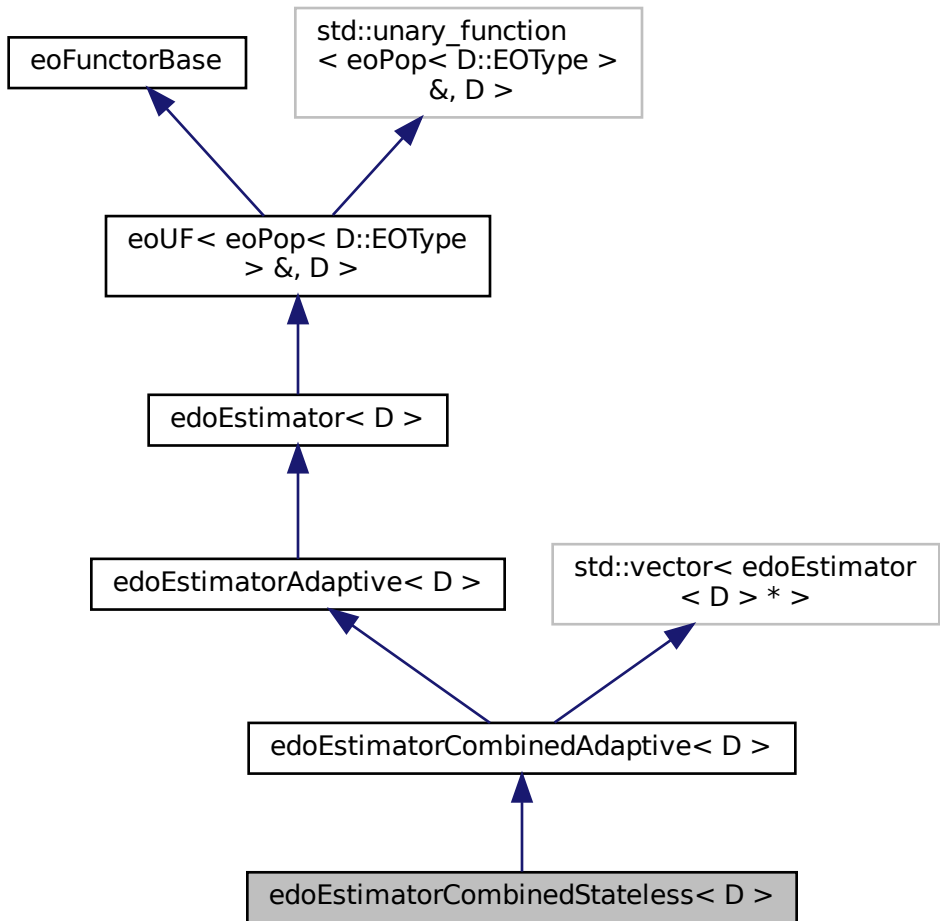 eoFunctorBase
std::unary_function
< eoPop< D::EOType >
&, D >
eoUF< eoPop< D::EOType
> &, D >
edoEstimator< D >
edoEstimatorAdaptive< D >
std::vector< edoEstimator
< D > * >
edoEstimatorCombinedAdaptive< D >
edoEstimatorCombinedStateless< D >